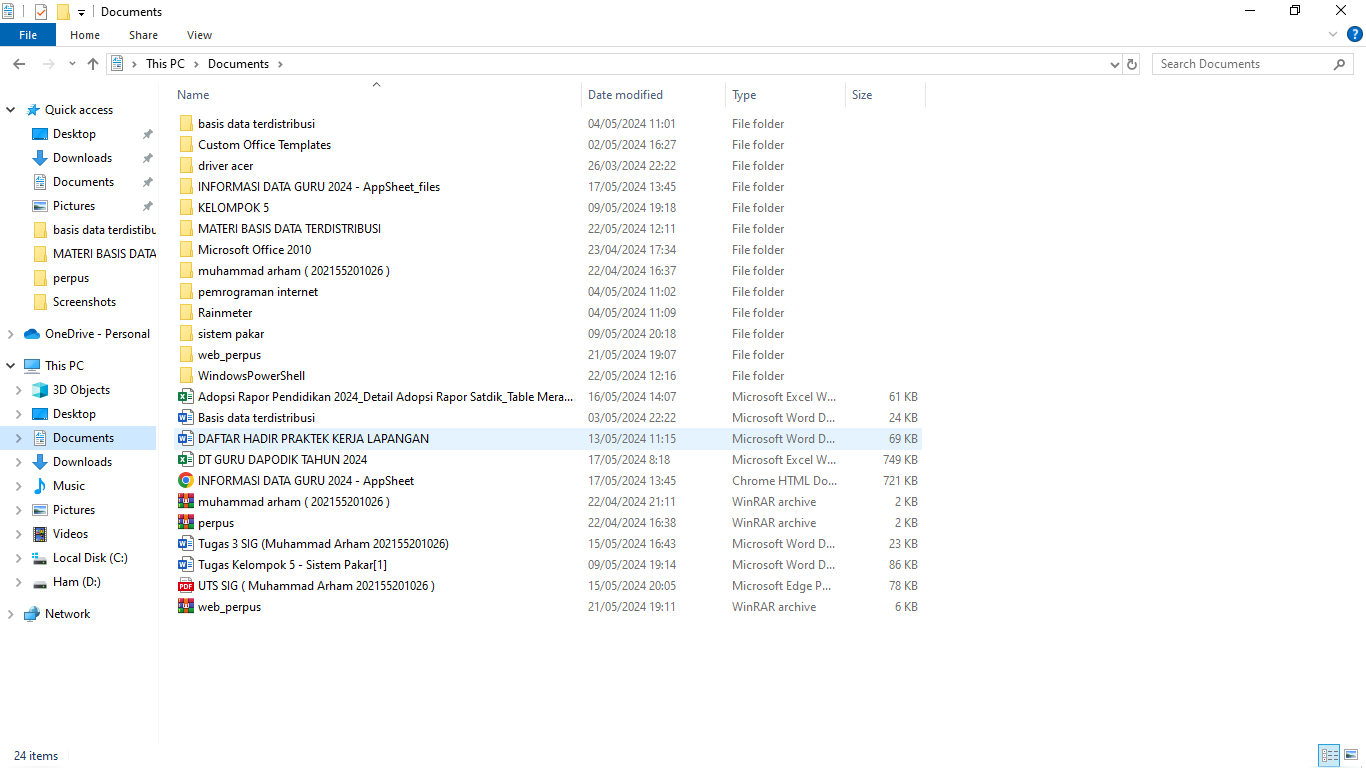 Documents
File Home Share View
This PC Documents Search Documents
Name Date modified Type Size
Quick access
Desktop
Downloads
Documents
Pictures
basis data terdistribu
MATERI BASIS DATA
perpus
Screenshots
OneDrive - Personal
This PC
3D Objects
Desktop
Documents
Downloads
Music
Pictures
Videos
Local Disk (C:)
Ham (D:)
Network
basis data terdistribusi 04/05/2024 11:01 File folder
Custom Office Templates 02/05/2024 16:27 File folder
driver acer 26/03/2024 22:22 File folder
INFORMASI DATA GURU 2024 - AppSheet_files 17/05/2024 13:45 File folder
KELOMPOK 5 09/05/2024 19:18 File folder
MATERI BASIS DATA TERDISTRIBUSI 22/05/2024 12:11 File folder
Microsoft Office 2010 23/04/2024 17:34 File folder
muhammad arham ( 202155201026 ) 22/04/2024 16:37 File folder
pemrograman internet 04/05/2024 11:02 File folder
Rainmeter 04/05/2024 11:09 File folder
sistem pakar 09/05/2024 20:18 File folder
web_perpus 21/05/2024 19:07 File folder
WindowsPowerShell 22/05/2024 12:16 File folder
Adopsi Rapor Pendidikan 2024_Detail Adopsi Rapor Satdik_Table Mera... 16/05/2024 14:07 Microsoft Excel W... 61 KB
Basis data terdistribusi 03/05/2024 22:22 Microsoft Word D... 24 KB
DAFTAR HADIR PRAKTEK KERJA LAPANGAN 13/05/2024 11:15 Microsoft Word D... 69 KB
DT GURU DAPODIK TAHUN 2024 17/05/2024 8:18 Microsoft Excel W... 749 KB
INFORMASI DATA GURU 2024 - AppSheet 17/05/2024 13:45 Chrome HTML Do... 721 KB
muhammad arham ( 202155201026 ) 22/04/2024 21:11 WinRAR archive 2 KB
perpus 22/04/2024 16:38 WinRAR archive 2 KB
Tugas 3 SIG (Muhammad Arham 202155201026) 15/05/2024 16:43 Microsoft Word D... 23 KB
Tugas Kelompok 5 - Sistem Pakar[1] 09/05/2024 19:14 Microsoft Word D... 86 KB
UTS SIG ( Muhammad Arham 202155201026 ) 15/05/2024 20:05 Microsoft Edge P... 78 KB
web_perpus 21/05/2024 19:11 WinRAR archive 6 KB
24 items